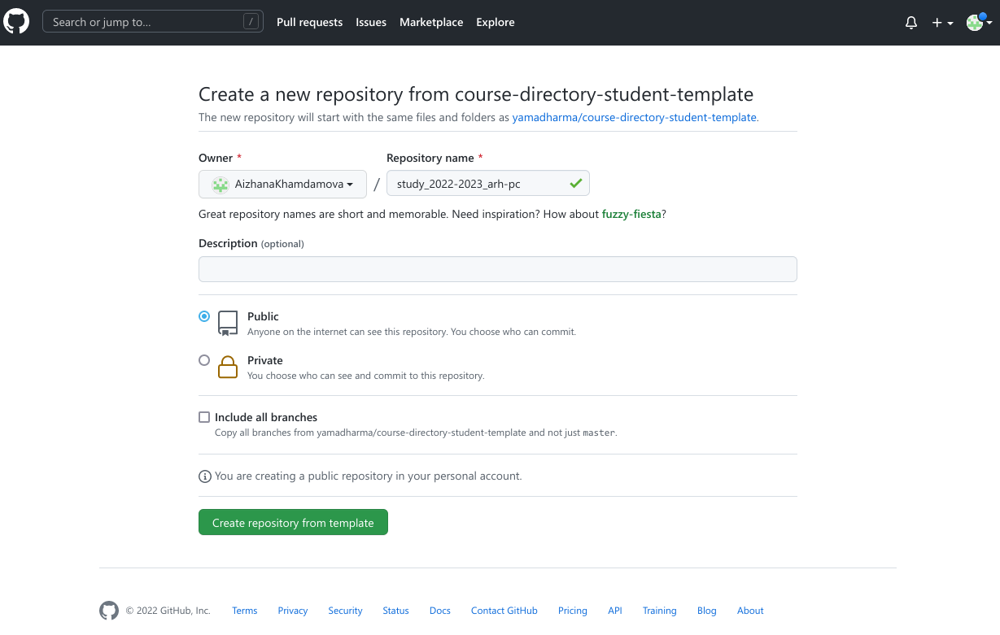 Search or jump to... / Pull requests Issues Marketplace Explore
Create a new repository from course-directory-student-template
The new repository will start with the same files and folders as yamadharma/course-directory-student-template.
Owner * Repository name *
AizhanaKhamdamova / study_2022-2023_arh-pc
Great repository names are short and memorable. Need inspiration? How about fuzzy-fiesta?
Description (optional)
Public
Anyone on the internet can see this repository. You choose who can commit.
Private
You choose who can see and commit to this repository.
Include all branches
Copy all branches from yamadharma/course-directory-student-template and not just master.
You are creating a public repository in your personal account.
Create repository from template
© 2022 GitHub, Inc. Terms Privacy Security Status Docs Contact GitHub Pricing API Training Blog About